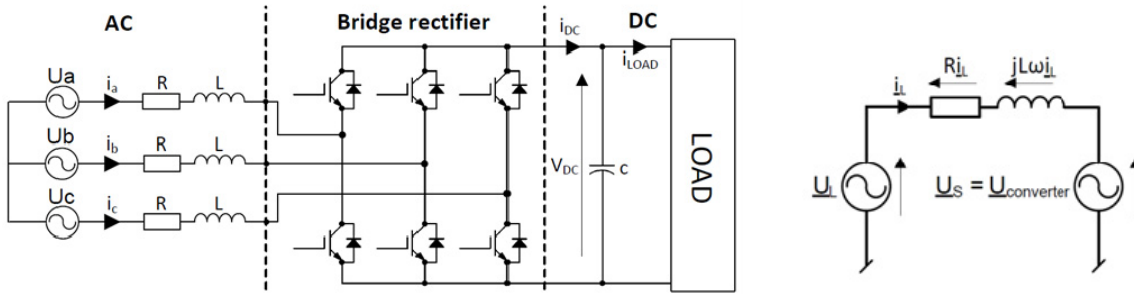 AC
Bridge rectifier
DC
Ua
ia
R
L
Ub
ib
R
L
Uc
ic
R
L
iDC
iLOAD
VDC
c
LOAD
RiL
jLωiL
iL
UL
US = Uconverter